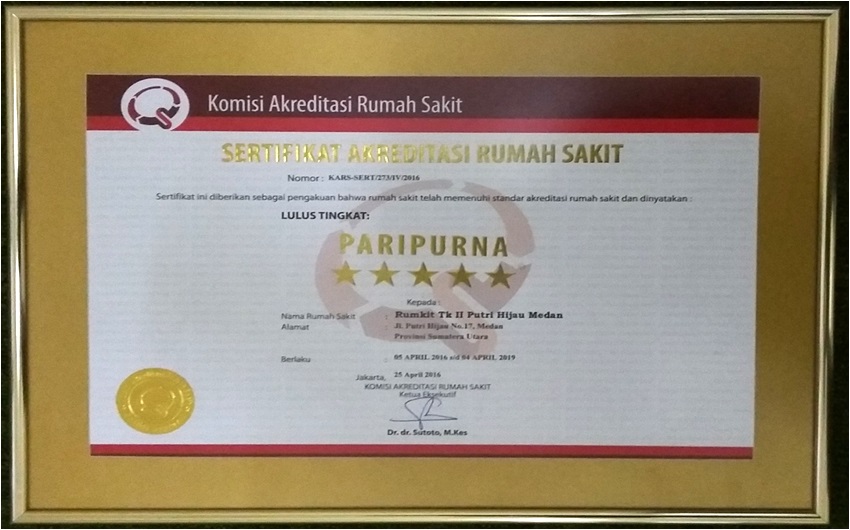 Komisi Akreditasi Rumah Sakit
SERTIFIKAT AKREDITASI RUMAH SAKIT
Nomor : KARS-SERT/273/IV/2016
Sertifikat ini diberikan sebagai pengakuan bahwa rumah sakit telah memenuhi standar akreditasi rumah sakit dan dinyatakan :
LULUS TINGKAT:
PARIPURNA
Kepada :
Nama Rumah Sakit : Rumkit Tk II Putri Hijau Medan
Alamat : Jl. Putri Hijau No.17, Medan
Provinsi Sumatera Utara
Berlaku : 05 APRIL 2016 s/d 04 APRIL 2019
Jakarta, 25 April 2016
KOMISI AKREDITASI RUMAH SAKIT
Ketua Eksekutif
Dr. dr. Sutoto, M.Kes